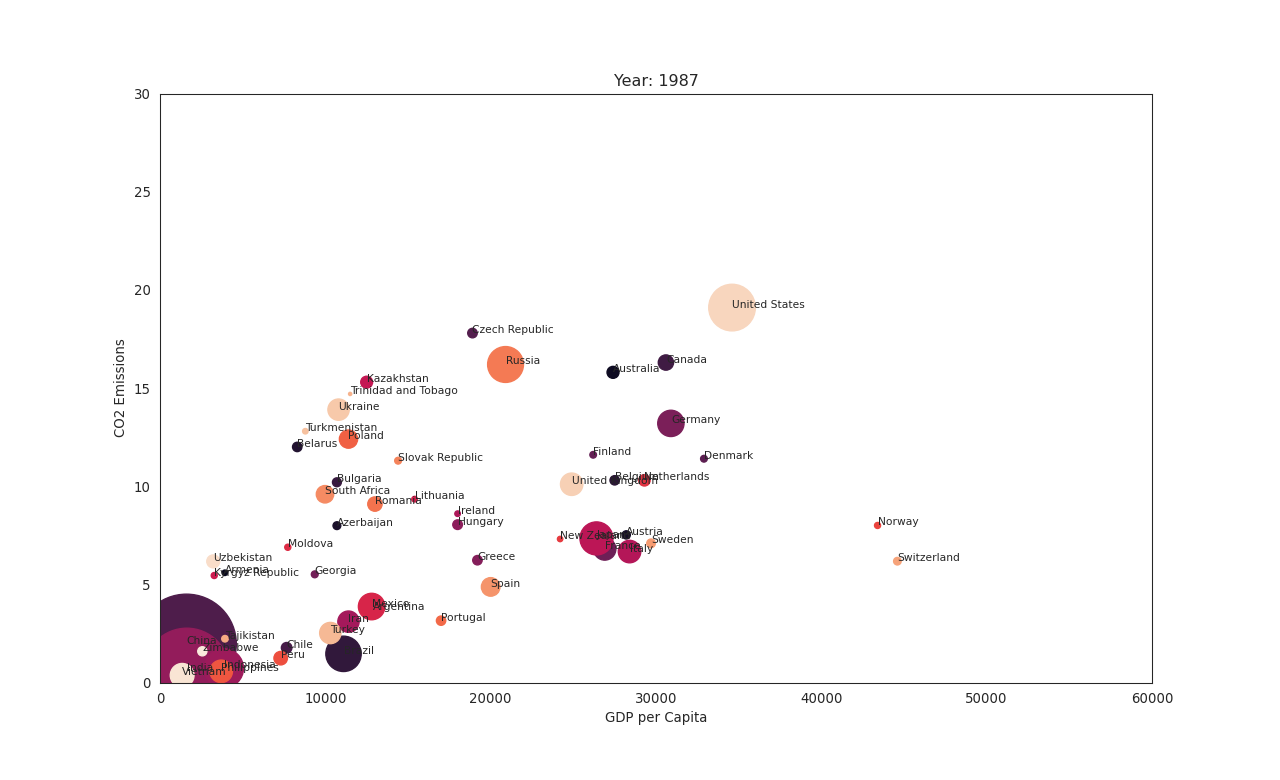 Year: 1987
30
25
20
15
10
5
0
CO2 Emissions
United States
Czech Republic
Russia
Canada
Australia
Kazakhstan
Trinidad and Tobago
Ukraine
Germany
Turkmenistan
Poland
Belarus
Finland
Denmark
Slovak Republic
Bulgaria
Belgium
Netherlands
United Kingdom
South Africa
Lithuania
Romania
Ireland
Hungary
Azerbaijan
Norway
New Zealand
Japan
Austria
Sweden
France
Italy
Moldova
Uzbekistan
Greece
Switzerland
Armenia
Kyrgyz Republic
Georgia
Spain
Mexico
Argentina
Iran
Portugal
Turkey
Tajikistan
China
Zimbabwe
Chile
Peru
Indonesia
India
Philippines
Vietnam
0 10000 20000 30000 40000 50000 60000
GDP per Capita